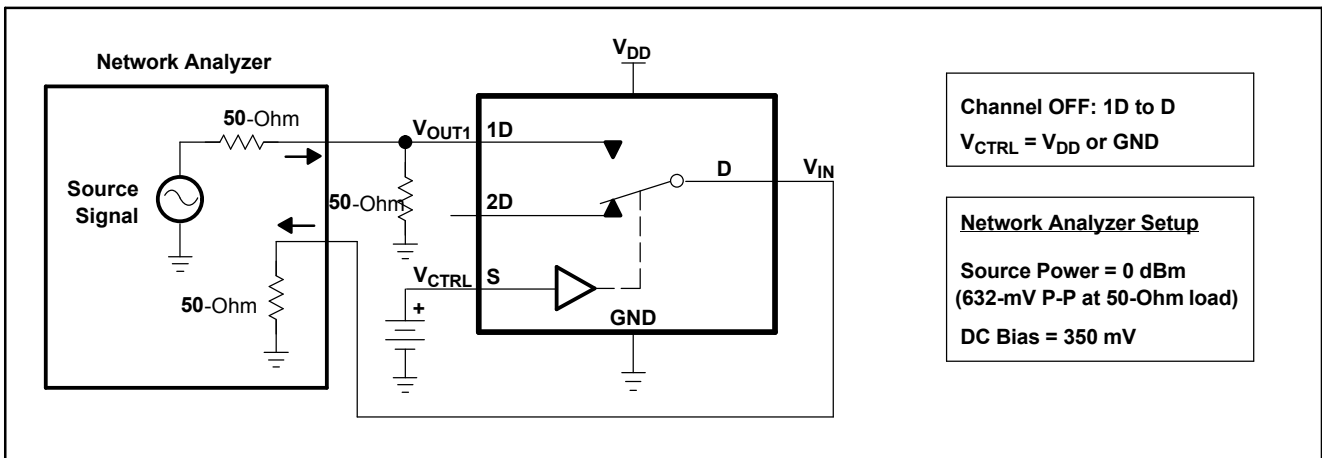 Network Analyzer
50-Ohm
Source
Signal
50-Ohm
VOUT1 1D
50-Ohm
2D
VCTRL S
+
VDD
D
VIN
GND
Channel OFF: 1D to D
VCTRL = VDD or GND
Network Analyzer Setup
Source Power = 0 dBm
(632-mV P-P at 50-Ohm load)
DC Bias = 350 mV